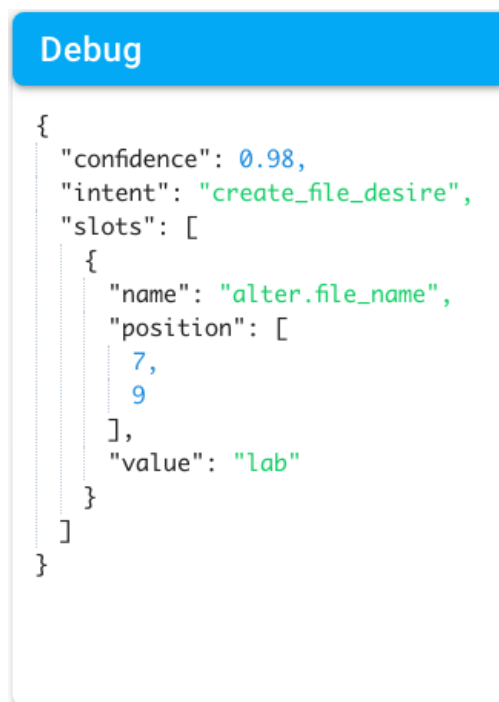 Debug
{
"confidence": 0.98,
"intent": "create_file_desire",
"slots": [
{
"name": "alter.file_name",
"position": [
7,
9
],
"value": "lab"
}
]
}